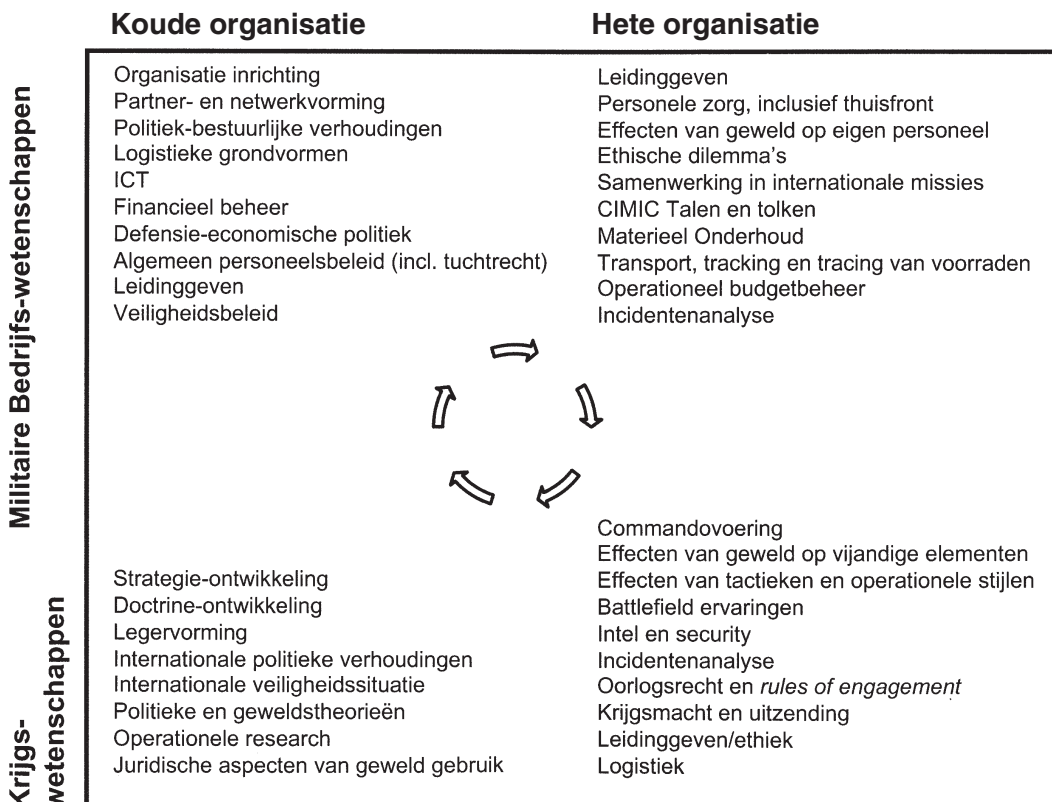 Koude organisatie
Hete organisatie
Militaire Bedrijfs-wetenschappen
Organisatie inrichting
Partner- en netwerkvorming
Politiek-bestuurlijke verhoudingen
Logistieke grondvormen
ICT
Financieel beheer
Defensie-economische politiek
Algemeen personeelsbeleid (incl. tuchtrecht)
Leidinggeven
Veiligheidsbeleid
Leidinggeven
Personele zorg, inclusief thuisfront
Effecten van geweld op eigen personeel
Ethische dilemma's
Samenwerking in internationale missies
CIMIC Talen en tolken
Materieel Onderhoud
Transport, tracking en tracing van voorraden
Operationeel budgetbeheer
Incidentenanalyse
Krijgs-
wetenschappen
Strategie-ontwikkeling
Doctrine-ontwikkeling
Legervorming
Internationale politieke verhoudingen
Internationale veiligheidssituatie
Politieke en geweldstheorieën
Operationele research
Juridische aspecten van geweld gebruik
Commandovoering
Effecten van geweld op vijandige elementen
Effecten van tactieken en operationele stijlen
Battlefield ervaringen
Intel en security
Incidentenanalyse
Oorlogsrecht en rules of engagement
Krijgsmacht en uitzending
Leidinggeven/ethiek
Logistiek